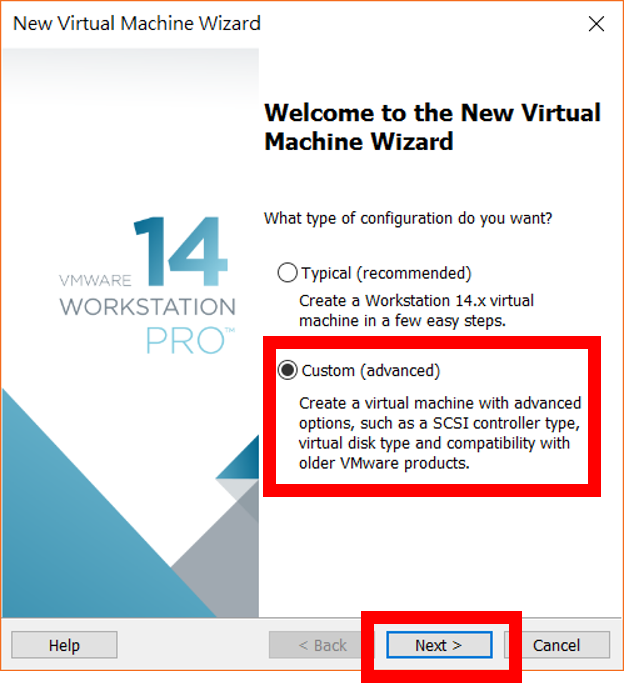 New Virtual Machine Wizard
Welcome to the New Virtual
Machine Wizard
What type of configuration do you want?
Typical (recommended)
Create a Workstation 14.x virtual
machine in a few easy steps.
Custom (advanced)
Create a virtual machine with advanced
options, such as a SCSI controller type,
virtual disk type and compatibility with
older VMware products.
14
VMWARE
WORKSTATION
PRO™
Help
< Back
Next >
Cancel